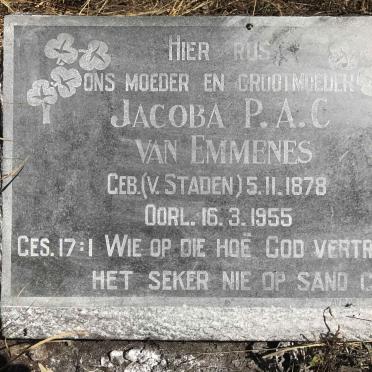 HIER RUS
ONS MOEDER EN GROOTMOEDER
JACOBA P. A. C
VAN EMMENES
GEB. (V. STADEN) 5.11.1878
OORL. 16.3.1955
GES. 17:1 WIE OP DIE HOË GOD VERTR
HET SEKER NIE OP SAND G